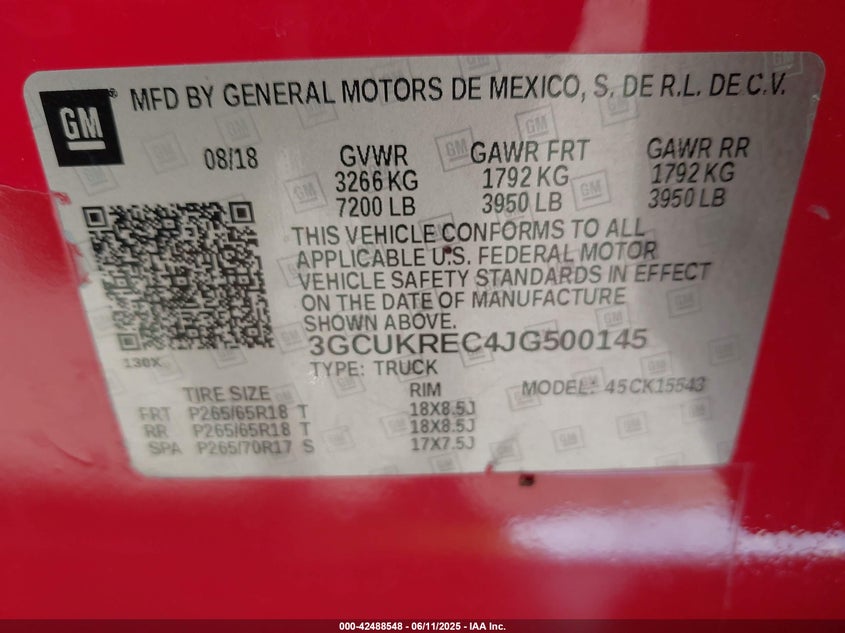 GM
MFD BY GENERAL MOTORS DE MEXICO, S. DE R.L. DE C.V.
08/18 GVWR GAWR FRT GAWR RR
3266 KG 1792 KG 1792 KG
7200 LB 3950 LB 3950 LB
THIS VEHICLE CONFORMS TO ALL
APPLICABLE U.S. FEDERAL MOTOR
VEHICLE SAFETY STANDARDS IN EFFECT
ON THE DATE OF MANUFACTURE
SHOWN ABOVE.
3GCUKREC4JG500145
130X TYPE: TRUCK
TIRE SIZE RIM MODEL: 45CK15543
FRT P265/65R18 T 18X8.5J
RR P265/65R18 T 18X8.5J
SPA P265/70R17 S 17X7.5J
000-42488548 - 06/11/2025 - IAA Inc.